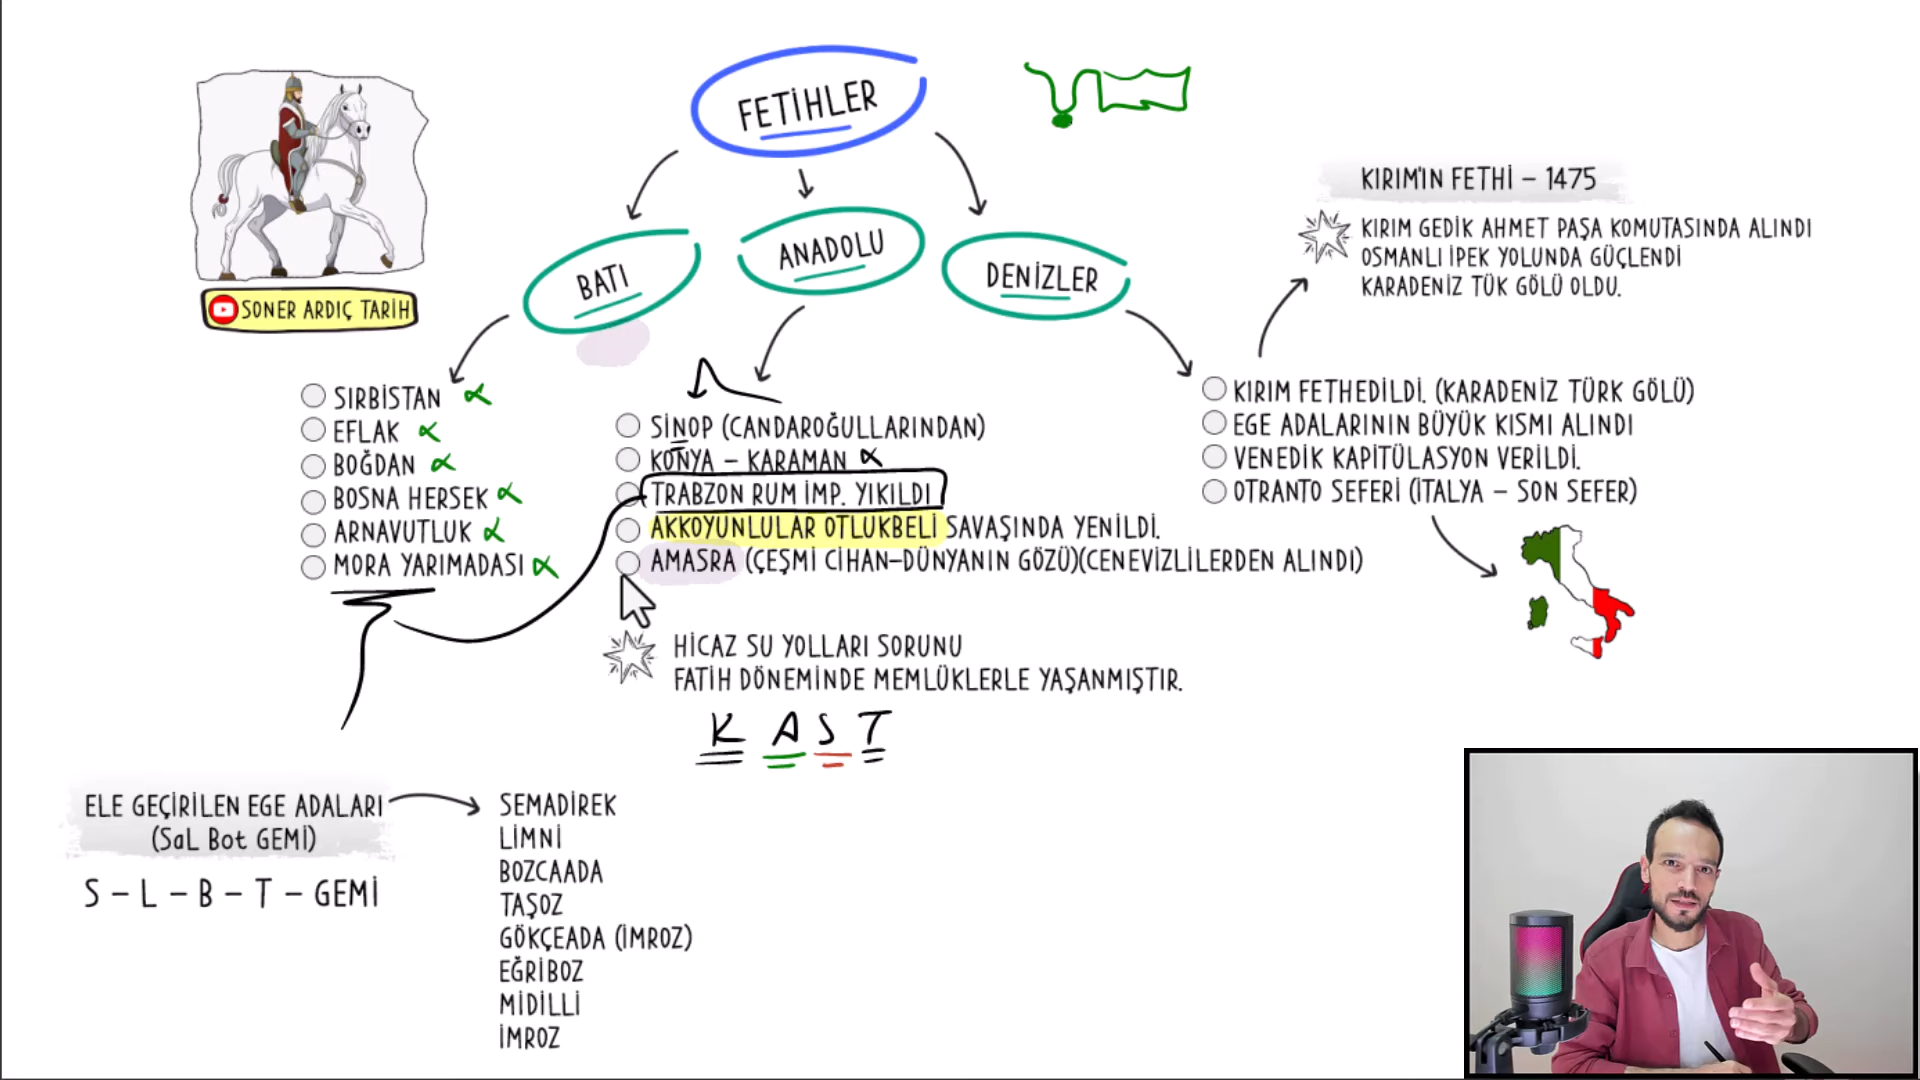 FETİHLER
BATI
ANADOLU
DENİZLER
SONER ARDIÇ TARİH
KIRIM'IN FETHİ – 1475
KIRIM GEDİK AHMET PAŞA KOMUTASINDA ALINDI
OSMANLI İPEK YOLUNDA GÜÇLENDİ
KARADENİZ TÜK GÖLÜ OLDU.
SIRBİSTAN
EFLAK
BOĞDAN
BOSNA HERSEK
ARNAVUTLUK
MORA YARIMADASI
SİNOP (CANDAROĞULLARINDAN)
KONYA – KARAMAN
TRABZON RUM İMP. YIKILDI
AKKOYUNLULAR OTLUKBELİ SAVAŞINDA YENİLDİ.
AMASRA (ÇEŞMİ CİHAN–DÜNYANIN GÖZÜ)(CENEVİZLİLERDEN ALINDI)
HİCAZ SU YOLLARI SORUNU
FATİH DÖNEMİNDE MEMLÜKLERLE YAŞANMIŞTIR.
K A S T
KIRIM FETHEDİLDİ. (KARADENİZ TÜRK GÖLÜ)
EGE ADALARININ BÜYÜK KISMI ALINDI
VENEDİK KAPİTÜLASYON VERİLDİ.
OTRANTO SEFERİ (İTALYA – SON SEFER)
ELE GEÇİRİLEN EGE ADALARI
(SaL Bot GEMİ)
S – L – B – T – GEMİ
SEMADİREK
LİMNİ
BOZCAADA
TAŞOZ
GÖKÇEADA (İMROZ)
EĞRİBOZ
MİDİLLİ
İMROZ